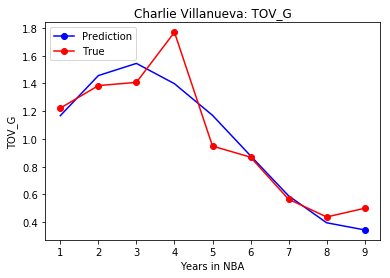 Charlie Villanueva: TOV_G
Prediction
True
TOV_G
1.8
1.6
1.4
1.2
1.0
0.8
0.6
0.4
1 2 3 4 5 6 7 8 9
Years in NBA